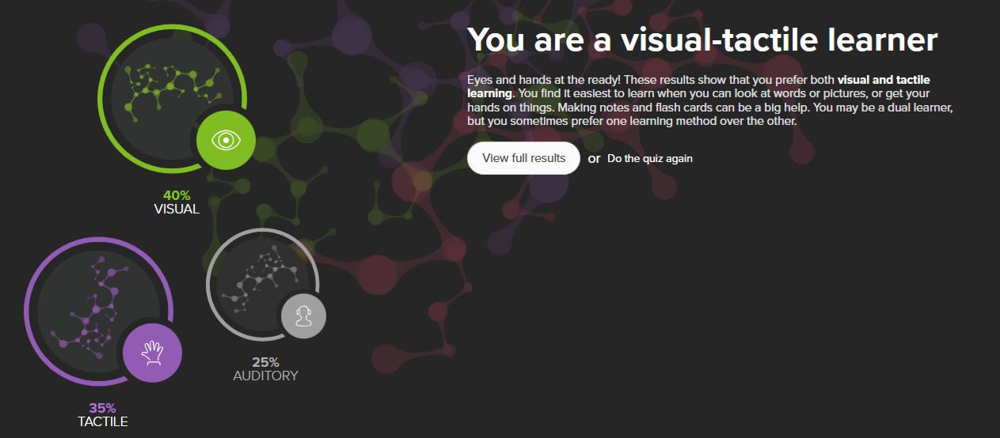 You are a visual-tactile learner
Eyes and hands at the ready! These results show that you prefer both visual and tactile
learning. You find it easiest to learn when you can look at words or pictures, or get your
hands on things. Making notes and flash cards can be a big help. You may be a dual learner,
but you sometimes prefer one learning method over the other.
View full results or Do the quiz again
40%
VISUAL
25%
AUDITORY
35%
TACTILE